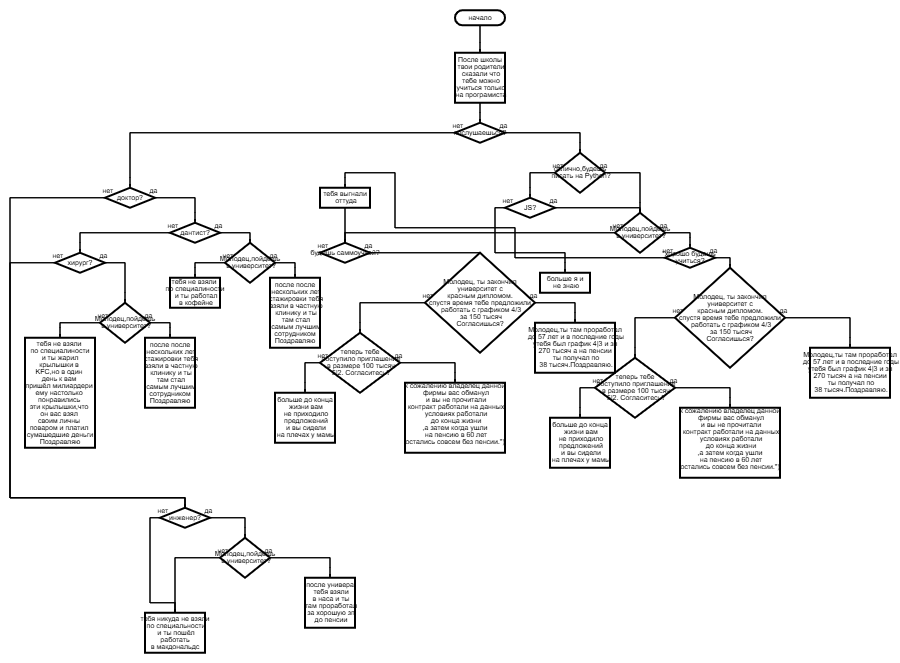 начало
После школы
твои родители
сказали что
тебе можно
учиться только
на програмиста
нет
да
послушаешься?
нет
да
отлично,будешь
писать на Python?
нет
да
доктор?
тебя выгнали
оттуда
нет
да
JS?
нет
да
дантист?
нет
да
Молодец,пойдёшь
в университет?
нет
да
хирург?
нет
да
Молодец,пойдёшь
в университет?
нет
да
будешь саммоучкой?
нет
да
хорошо будешь
учиться?
тебя не взяли
по специалиности
и ты работал
в кофейне
после после
нескольких лет
стажировки тебя
взяли в частную
клинику и ты
там стал
самым лучшим
сотрудником
Поздравляю
больше я и
не знаю
нет
да
Молодец, ты закончил
университет с
красным дипломом.
Спустя время тебе предложили
работать с графиком 4/3
за 150 тысяч
Согласишься?
нет
да
Молодец, ты закончил
университет с
красным дипломом.
Спустя время тебе предложили
работать с графиком 4/3
за 150 тысяч
Согласишься?
нет
да
Молодец,пойдёшь
в университет?
тебя не взяли
по специлиности
и ты жарил
крылышки в
KFC,но в один
день к вам
пришёл милиардерй
ему настолько
понравились
эти крылышки,что
он вас взял
своим личны
поваром и платил
сумашедшие деньги
Поздравляю
после после
нескольких лет
стажировки тебя
взяли в частную
клинику и ты
там стал
самым лучшим
сотрудником
Поздравляю
нет
да
теперь тебе
поступило приглашение
в размере 100 тысяч
5/2. Согласитесь?
Молодец,ты там проработал
до 57 лет и в последние годы
у тебя был график 4|3 и за
270 тысяч а на пенсии
ты получал по
38 тысяч.Поздравляю.
нет
да
теперь тебе
поступило приглашение
в размере 100 тысяч
5/2. Согласитесь?
Молодец,ты там проработал
до 57 лет и в последние годы
у тебя был график 4|3 и за
270 тысяч а на пенсии
ты получал по
38 тысяч.Поздравляю.
больше до конца
жизни вам
не приходило
предложений
и вы сидели
на плечах у мамы
К сожалению владелец данной
фирмы вас обманул
и вы не прочитали
контракт работали на данных
условиях работали
до конца жизни
,а затем когда ушли
на пенсию в 60 лет
остались совсем без пенсии."
больше до конца
жизни вам
не приходило
предложений
и вы сидели
на плечах у мамы
К сожалению владелец данной
фирмы вас обманул
и вы не прочитали
контракт работали на данных
условиях работали
до конца жизни
,а затем когда ушли
на пенсию в 60 лет
остались совсем без пенсии."
нет
да
инженер?
нет
да
Молодец,пойдёшь
в университет?
после универа
тебя взяли
в наса и ты
там проработал
за хорошую зп
до пенсии
тебя никуда не взяли
по специальности
и ты пошёл
работать
в макдональдс